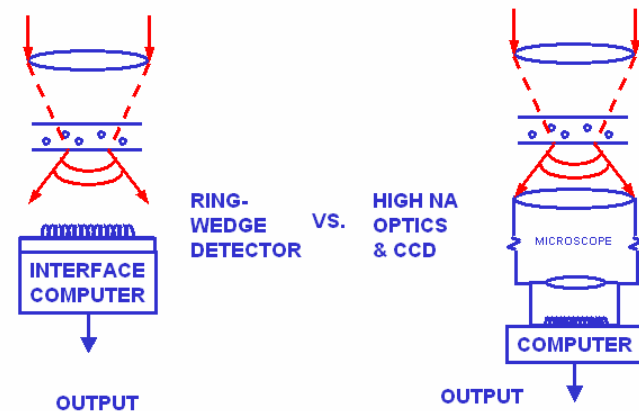 RING-
WEDGE
DETECTOR
VS.
HIGH NA
OPTICS
& CCD
MICROSCOPE
INTERFACE
COMPUTER
COMPUTER
OUTPUT
OUTPUT